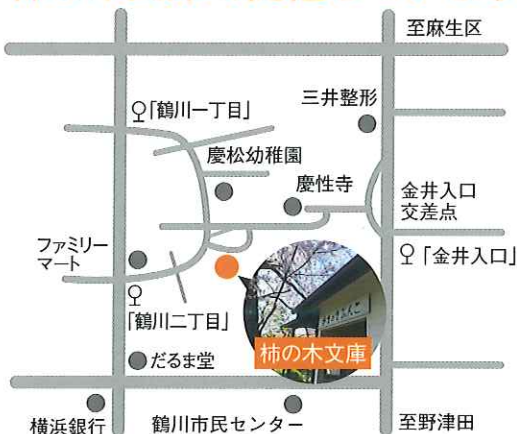 至麻生区
三井整形
「鶴川一丁目」
慶松幼稚園
慶性寺
金井入口
交差点
ファミリー
マート
「金井入口」
「鶴川二丁目」
柿の木文庫
だるま堂
横浜銀行
鶴川市民センター
至野津田